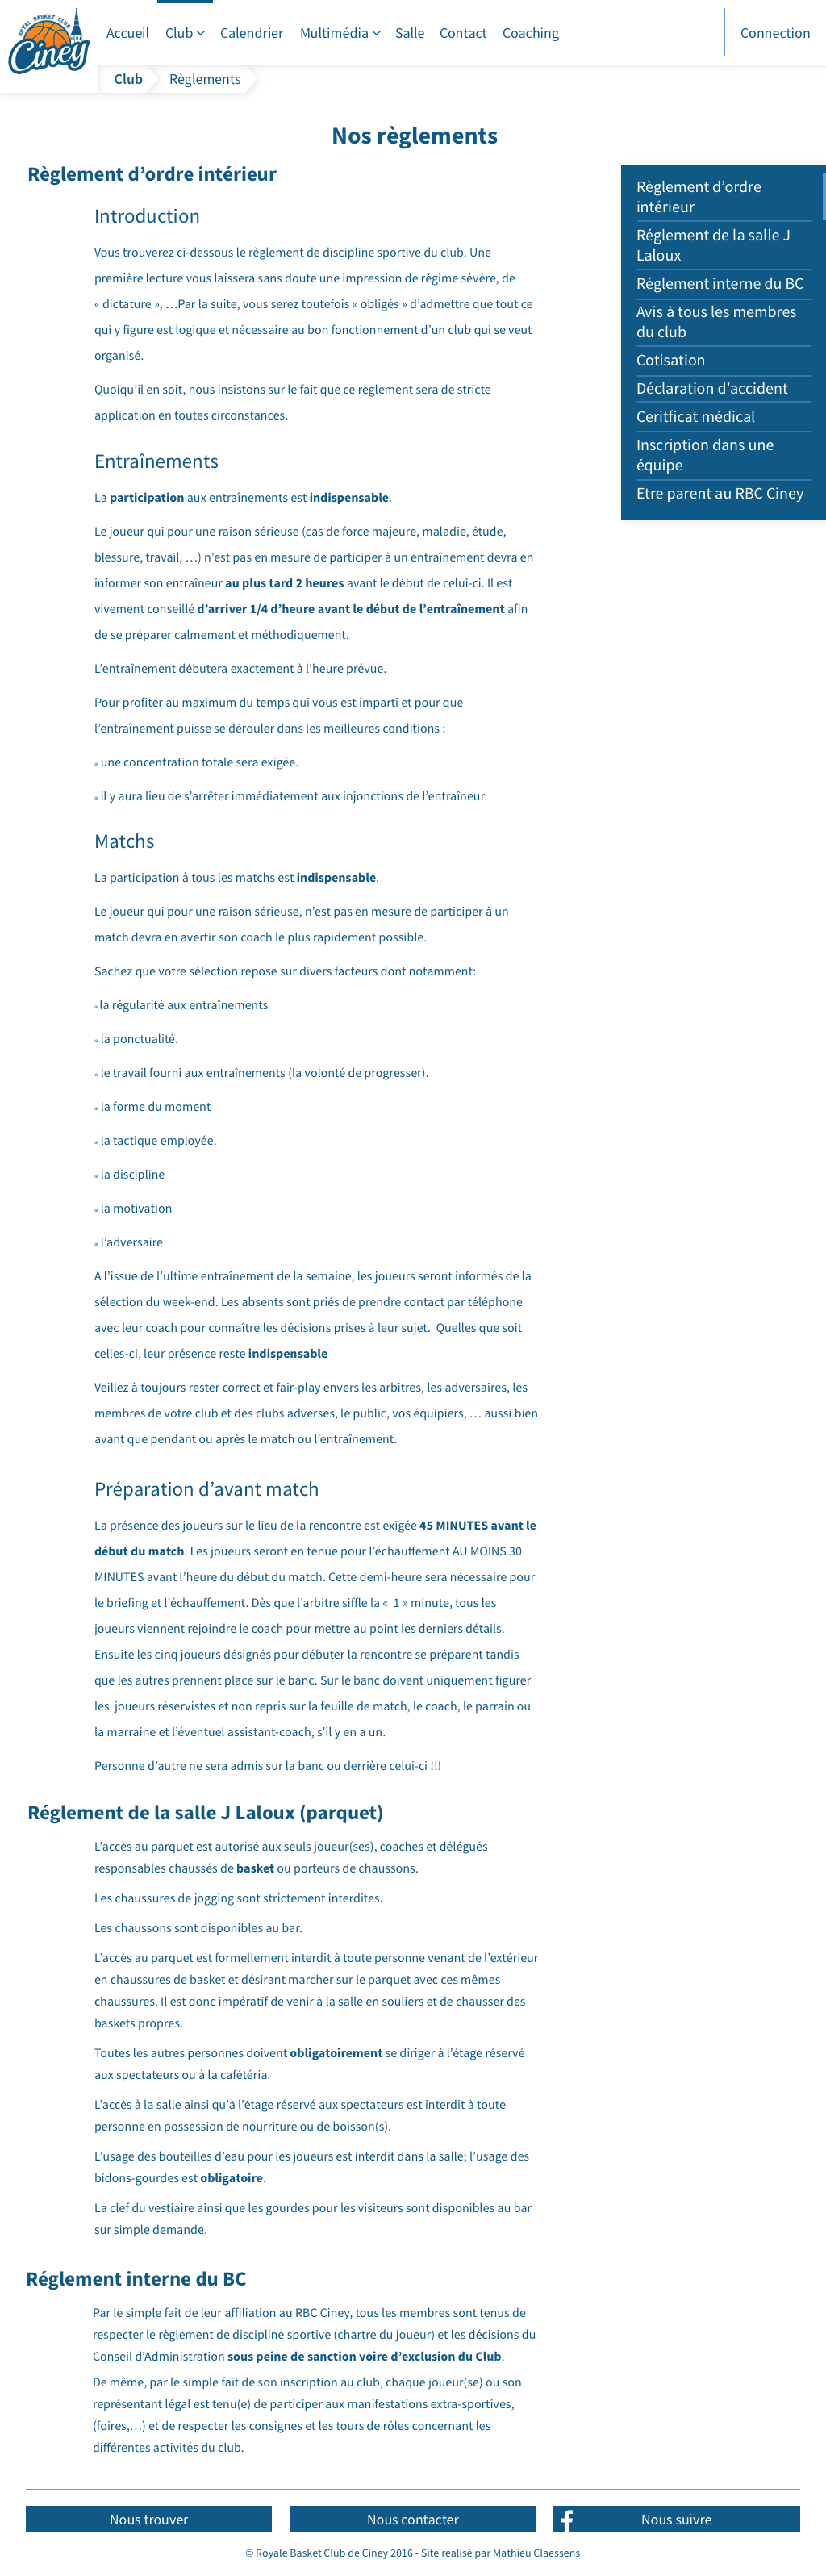 ROYAL BASKET CLUB
Ciney
Accueil Club Calendrier Multimédia Salle Contact Coaching Connection
Club Règlements
Nos règlements
Règlement d’ordre intérieur
Introduction
Vous trouverez ci-dessous le règlement de discipline sportive du club. Une
première lecture vous laissera sans doute une impression de régime sévère, de
« dictature », …Par la suite, vous serez toutefois « obligés » d’admettre que tout ce
qui y figure est logique et nécessaire au bon fonctionnement d’un club qui se veut
organisé.
Quoiqu’il en soit, nous insistons sur le fait que ce règlement sera de stricte
application en toutes circonstances.
Entraînements
La participation aux entraînements est indispensable.
Le joueur qui pour une raison sérieuse (cas de force majeure, maladie, étude,
blessure, travail, …) n’est pas en mesure de participer à un entraînement devra en
informer son entraîneur au plus tard 2 heures avant le début de celui-ci. Il est
vivement conseillé d’arriver 1/4 d’heure avant le début de l’entraînement afin
de se préparer calmement et méthodiquement.
L’entraînement débutera exactement à l’heure prévue.
Pour profiter au maximum du temps qui vous est imparti et pour que
l’entraînement puisse se dérouler dans les meilleures conditions :
une concentration totale sera exigée.
il y aura lieu de s’arrêter immédiatement aux injonctions de l’entraîneur.
Matchs
La participation à tous les matchs est indispensable.
Le joueur qui pour une raison sérieuse, n’est pas en mesure de participer à un
match devra en avertir son coach le plus rapidement possible.
Sachez que votre sélection repose sur divers facteurs dont notamment:
la régularité aux entraînements
la ponctualité.
le travail fourni aux entraînements (la volonté de progresser).
la forme du moment
la tactique employée.
la discipline
la motivation
l’adversaire
A l’issue de l’ultime entraînement de la semaine, les joueurs seront informés de la
sélection du week-end. Les absents sont priés de prendre contact par téléphone
avec leur coach pour connaître les décisions prises à leur sujet. Quelles que soit
celles-ci, leur présence reste indispensable
Veillez à toujours rester correct et fair-play envers les arbitres, les adversaires, les
membres de votre club et des clubs adverses, le public, vos équipiers, … aussi bien
avant que pendant ou après le match ou l’entraînement.
Préparation d’avant match
La présence des joueurs sur le lieu de la rencontre est exigée 45 MINUTES avant le
début du match. Les joueurs seront en tenue pour l’échauffement AU MOINS 30
MINUTES avant l’heure du début du match. Cette demi-heure sera nécessaire pour
le briefing et l’échauffement. Dès que l’arbitre siffle la « 1 » minute, tous les
joueurs viennent rejoindre le coach pour mettre au point les derniers détails.
Ensuite les cinq joueurs désignés pour débuter la rencontre se préparent tandis
que les autres prennent place sur le banc. Sur le banc doivent uniquement figurer
les joueurs réservistes et non repris sur la feuille de match, le coach, le parrain ou
la marraine et l’éventuel assistant-coach, s’il y en a un.
Personne d’autre ne sera admis sur la banc ou derrière celui-ci !!!
Réglement de la salle J Laloux (parquet)
L’accès au parquet est autorisé aux seuls joueur(ses), coaches et délégués
responsables chaussés de basket ou porteurs de chaussons.
Les chaussures de jogging sont strictement interdites.
Les chaussons sont disponibles au bar.
L’accès au parquet est formellement interdit à toute personne venant de l’extérieur
en chaussures de basket et désirant marcher sur le parquet avec ces mêmes
chaussures. Il est donc impératif de venir à la salle en souliers et de chausser des
baskets propres.
Toutes les autres personnes doivent obligatoirement se diriger à l’étage réservé
aux spectateurs ou à la cafétéria.
L’accès à la salle ainsi qu’à l’étage réservé aux spectateurs est interdit à toute
personne en possession de nourriture ou de boisson(s).
L’usage des bouteilles d’eau pour les joueurs est interdit dans la salle; l’usage des
bidons-gourdes est obligatoire.
La clef du vestiaire ainsi que les gourdes pour les visiteurs sont disponibles au bar
sur simple demande.
Réglement interne du BC
Par le simple fait de leur affiliation au RBC Ciney, tous les membres sont tenus de
respecter le règlement de discipline sportive (chartre du joueur) et les décisions du
Conseil d’Administration sous peine de sanction voire d’exclusion du Club.
De même, par le simple fait de son inscription au club, chaque joueur(se) ou son
représentant légal est tenu(e) de participer aux manifestations extra-sportives,
(foires,…) et de respecter les consignes et les tours de rôles concernant les
différentes activités du club.
Règlement d’ordre
intérieur
Réglement de la salle J
Laloux
Réglement interne du BC
Avis à tous les membres
du club
Cotisation
Déclaration d’accident
Ceritficat médical
Inscription dans une
équipe
Etre parent au RBC Ciney
Nous trouver Nous contacter Nous suivre
© Royale Basket Club de Ciney 2016 - Site réalisé par Mathieu Claessens